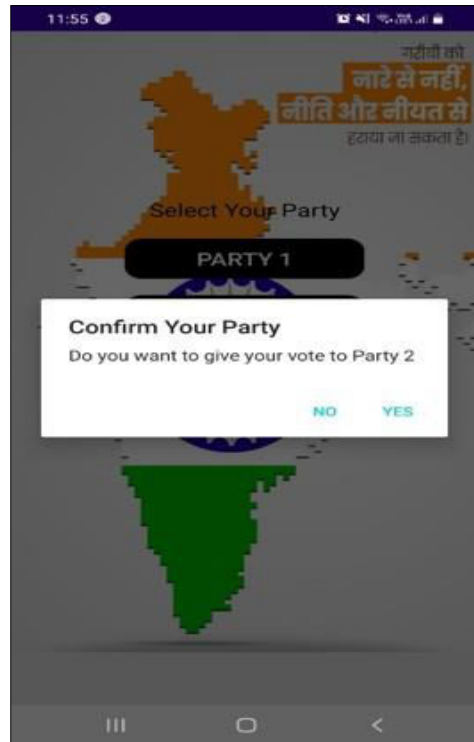 11:55
गरीबी को
नारे से नहीं,
नीति और नीयत से
हटाया जा सकता है।
Select Your Party
PARTY 1
Confirm Your Party
Do you want to give your vote to Party 2
NO YES